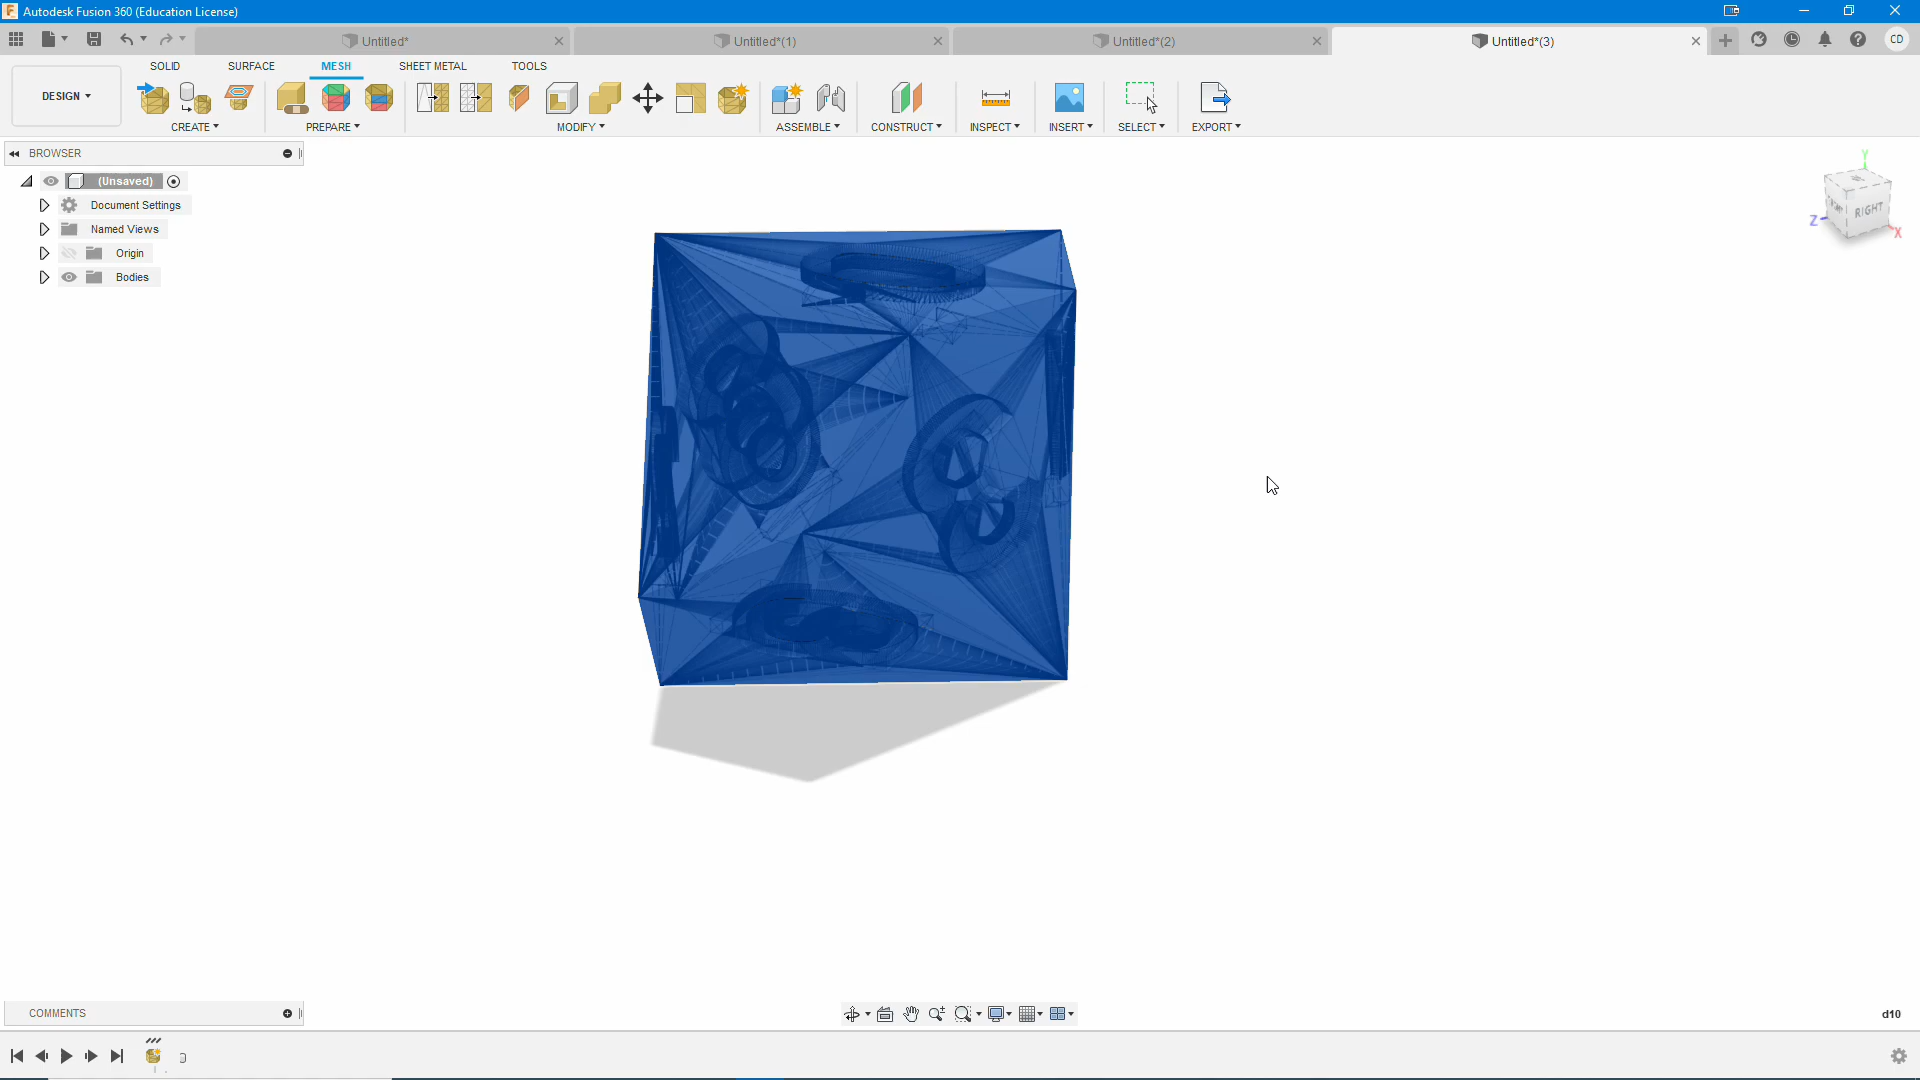 Autodesk Fusion 360 (Education License)
Untitled*
Untitled*(1)
Untitled*(2)
Untitled*(3)
CD
DESIGN
SOLID
SURFACE
MESH
SHEET METAL
TOOLS
CREATE
PREPARE
MODIFY
ASSEMBLE
CONSTRUCT
INSPECT
INSERT
SELECT
EXPORT
BROWSER
(Unsaved)
Document Settings
Named Views
Origin
Bodies
Y
RIGHT
Z
X
COMMENTS
d10